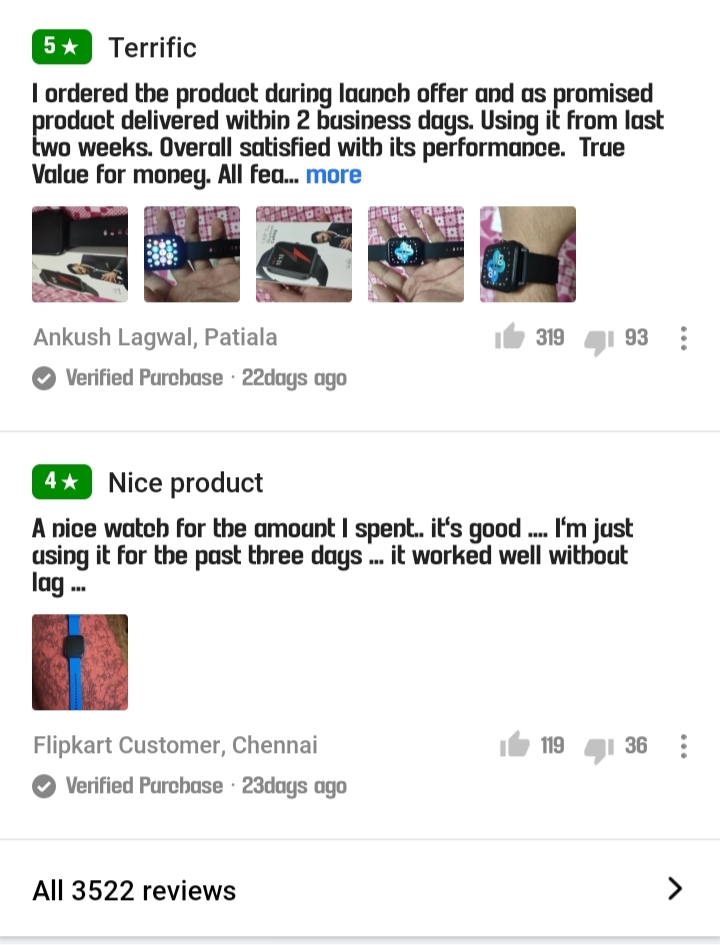 5★ Terrific
I ordered the product during launch offer and as promised
product delivered within 2 business days. Using it from last
two weeks. Overall satisfied with its performance. True
Value for money. All fea... more
Ankush Lagwal, Patiala
319 93
Verified Purchase · 22days ago
4★ Nice product
A nice watch for the amount I spent.. it's good .... I'm just
using it for the past three days ... it worked well without
lag ...
Flipkart Customer, Chennai
119 36
Verified Purchase · 23days ago
All 3522 reviews